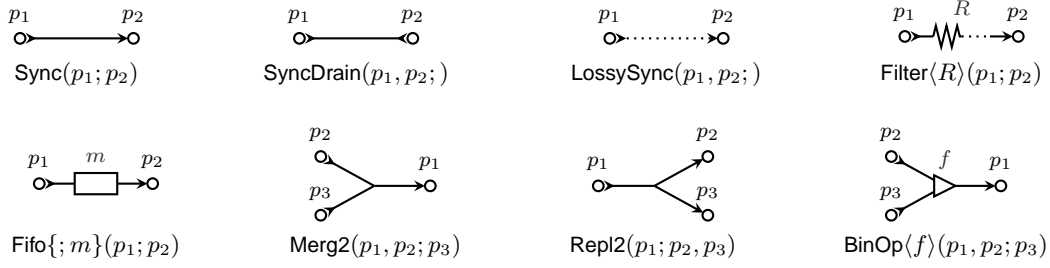 p₁ p₂ p₁ p₂ p₁ p₂ p₁ R p₂
Sync(p₁; p₂) SyncDrain(p₁, p₂; ) LossySync(p₁, p₂; ) Filter⟨R⟩(p₁; p₂)
p₁ m p₂ p₂ p₃ p₁ p₁ p₂ p₃ p₂ p₃ f p₁
Fifo{; m}(p₁; p₂) Merg2(p₁, p₂; p₃) Repl2(p₁; p₂, p₃) BinOp⟨f⟩(p₁, p₂; p₃)